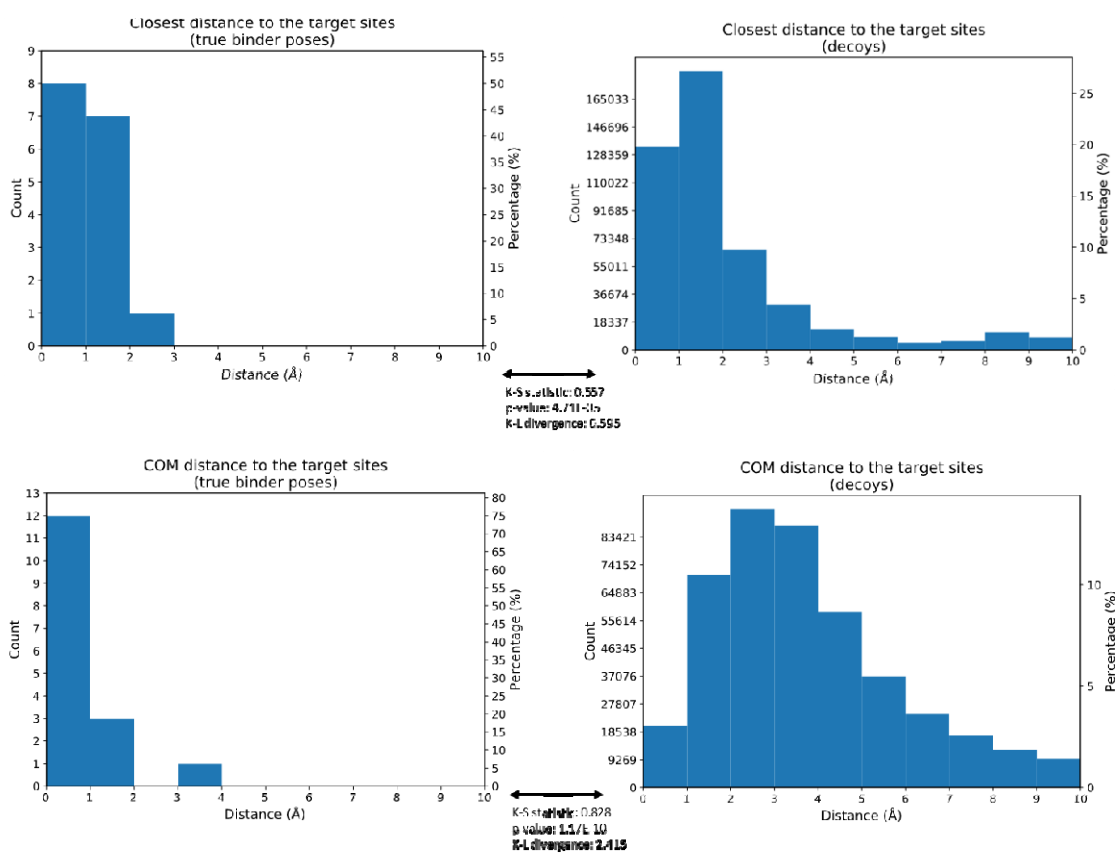 Closest distance to the target sites
(true binder poses)
9
8
7
6
5
4
3
2
1
0
Count
55
50
45
40
35
30
25
20
15
10
5
0
Percentage (%)
0 1 2 3 4 5 6 7 8 9 10
Distance (Å)
Closest distance to the target sites
(decoys)
165033
146696
128359
110022
91685
73348
55011
36674
18337
0
Count
25
20
15
10
5
0
Percentage (%)
0 1 2 3 4 5 6 7 8 9 10
Distance (Å)
K-S statistic: 0.557
p-value:
K-L divergence: 0.595
COM distance to the target sites
(true binder poses)
13
12
11
10
9
8
7
6
5
4
3
2
1
0
Count
80
75
70
65
60
55
50
45
40
35
30
25
20
15
10
5
0
Percentage (%)
0 1 2 3 4 5 6 7 8 9 10
Distance (Å)
COM distance to the target sites
(decoys)
83421
74152
64883
55614
46345
37076
27807
18538
9269
0
Count
10
5
0
Percentage (%)
0 1 2 3 4 5 6 7 8 9 10
Distance (Å)
K-S statistic: 0.828
p value:
K-L divergence: 2.415